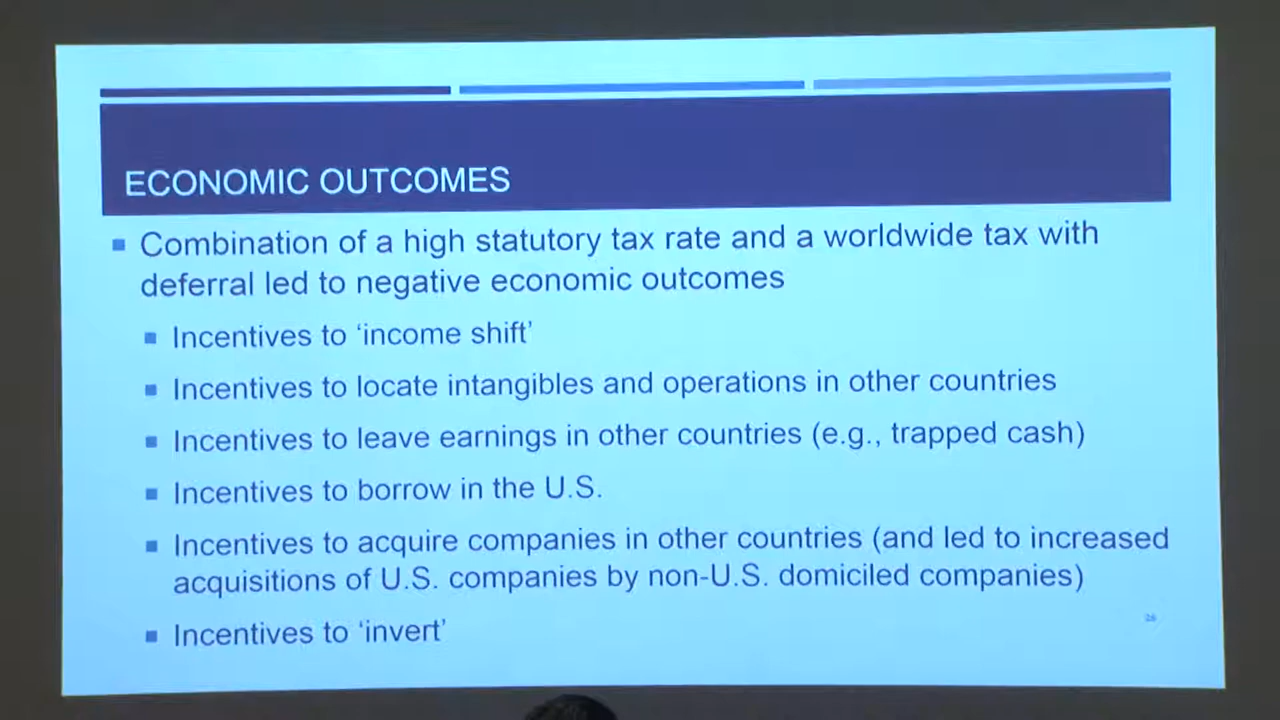 ECONOMIC OUTCOMES
■ Combination of a high statutory tax rate and a worldwide tax with
deferral led to negative economic outcomes
■ Incentives to ‘income shift’
■ Incentives to locate intangibles and operations in other countries
■ Incentives to leave earnings in other countries (e.g., trapped cash)
■ Incentives to borrow in the U.S.
■ Incentives to acquire companies in other countries (and led to increased
acquisitions of U.S. companies by non-U.S. domiciled companies)
■ Incentives to ‘invert’